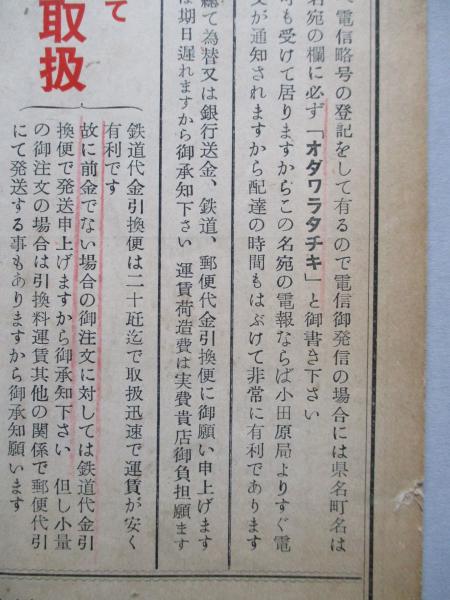 電信略号の登記をして有るので電信御発信の場合には県名町名は
名宛の欄に必ず「オダワラタチキ」と御書き下さい
も受けて居りますからこの名宛の電報ならば小田原局よりすぐ電
文が通知されますから配達の時間もはぶけて非常に有利であります
總て為替又は銀行送金、鉄道、郵便代金引換便に御願い申上げます
は期日遅れますから御承知下さい 運賃荷造費は実費貴店御負担願ます
て
取扱
鉄道代金引換便は二十瓩迄で取扱迅速で運賃が安く
有利です
故に前金でない場合の御注文に対しては鉄道代金引
換便で発送申上げますから御承知下さい 但し小量
の御注文の場合は引換料運賃其他の関係で郵便代引
にて発送する事もありますから御承知願います